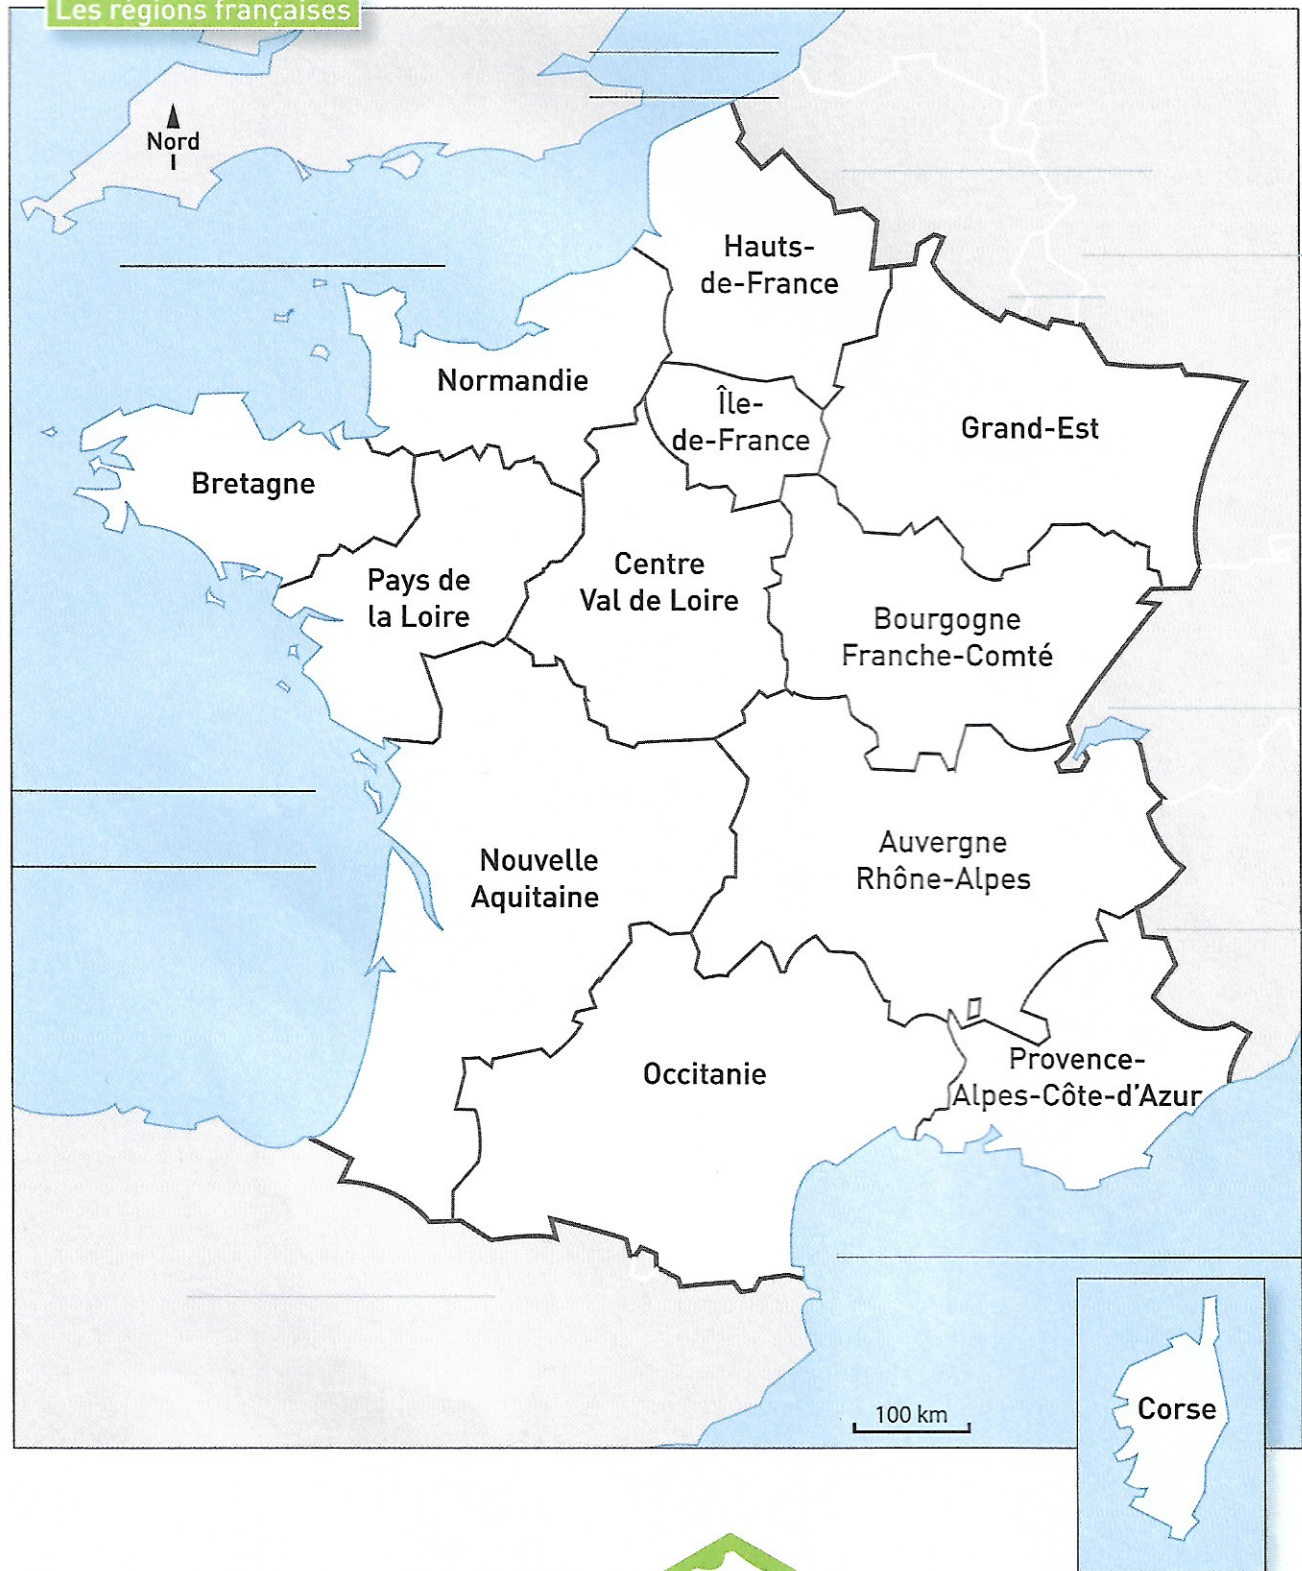 Les régions françaises
Nord
Hauts-
de-France
Normandie
Île-
de-France
Grand-Est
Bretagne
Pays de
la Loire
Centre
Val de Loire
Bourgogne
Franche-Comté
Nouvelle
Aquitaine
Auvergne
Rhône-Alpes
Occitanie
Provence-
Alpes-Côte-d'Azur
100 km
Corse